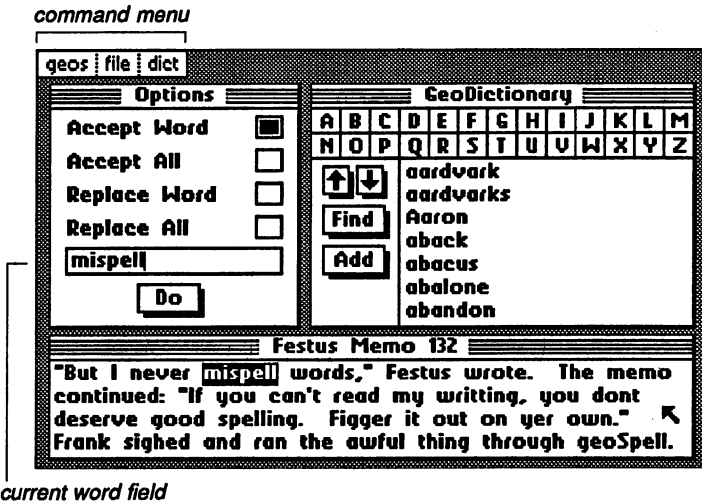 command menu
geos file dict
Options
Accept Word
Accept All
Replace Word
Replace All
mispell
Do
GeoDictionary
A B C D E F G H I J K L M
N O P Q R S T U V W X Y Z
Find
Add
aardvark
aardvarks
Aaron
aback
abacus
abalone
abandon
Festus Memo 132
"But I never mispell words," Festus wrote. The memo
continued: "If you can't read my writting, you dont
deserve good spelling. Figger it out on yer own."
Frank sighed and ran the awful thing through geoSpell.
current word field